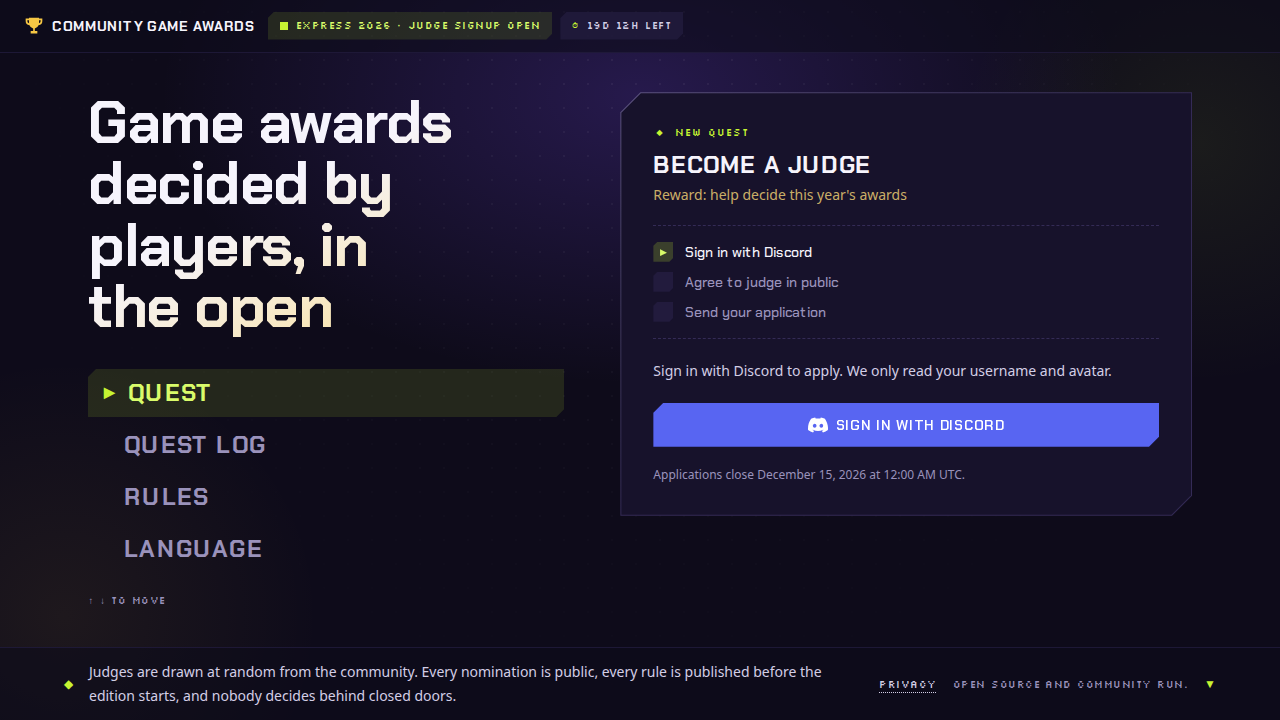 COMMUNITY GAME AWARDS
EXPRESS 2026 · JUDGE SIGNUP OPEN
19D 12H LEFT
Game awards
decided by
players, in
the open
QUEST
QUEST LOG
RULES
LANGUAGE
↑ ↓ TO MOVE
NEW QUEST
BECOME A JUDGE
Reward: help decide this year's awards
Sign in with Discord
Agree to judge in public
Send your application
Sign in with Discord to apply. We only read your username and avatar.
SIGN IN WITH DISCORD
Applications close December 15, 2026 at 12:00 AM UTC.
Judges are drawn at random from the community. Every nomination is public, every rule is published before the
edition starts, and nobody decides behind closed doors.
PRIVACY
OPEN SOURCE AND COMMUNITY RUN.